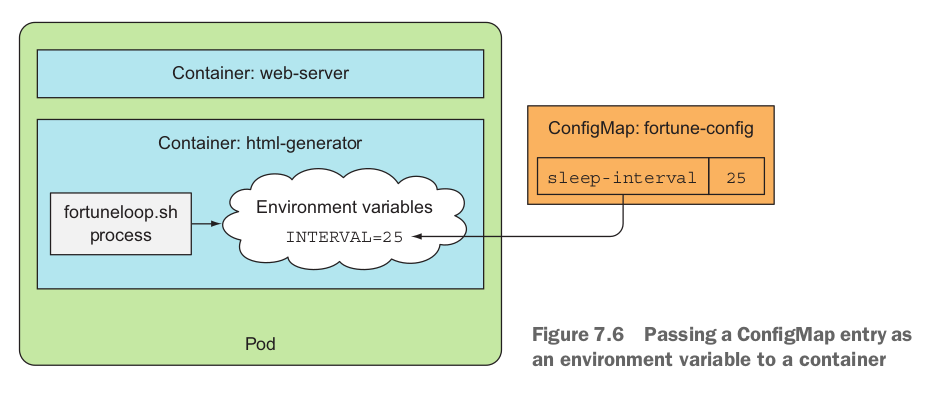 Container: web-server
Container: html-generator
fortuneloop.sh
process
Environment variables
INTERVAL=25
Pod
ConfigMap: fortune-config
sleep-interval 25
Figure 7.6 Passing a ConfigMap entry as
an environment variable to a container